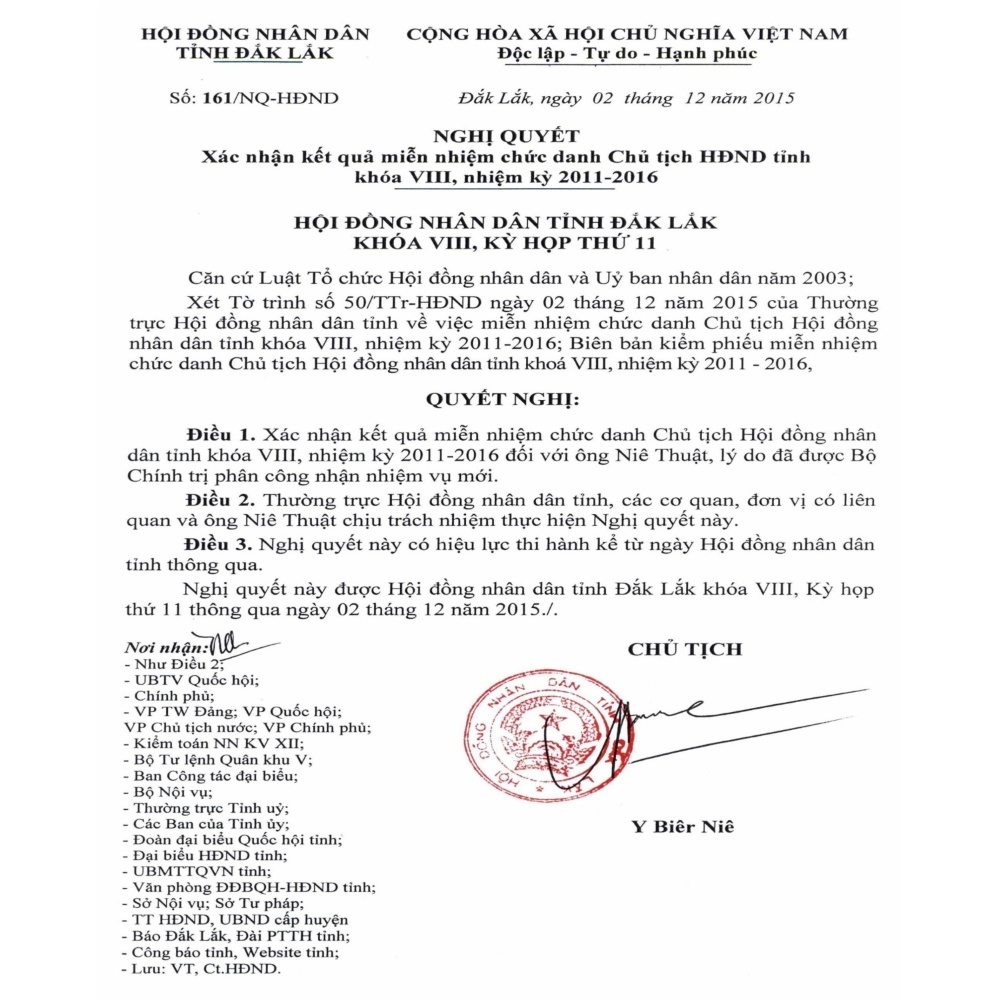 HỘI ĐỒNG NHÂN DÂN
TỈNH ĐẮK LẮK
CỘNG HÒA XÃ HỘI CHỦ NGHĨA VIỆT NAM
Độc lập - Tự do - Hạnh phúc
Số: 161/NQ-HĐND
Đắk Lắk, ngày 02 tháng 12 năm 2015
NGHỊ QUYẾT
Xác nhận kết quả miễn nhiệm chức danh Chủ tịch HĐND tỉnh
khóa VIII, nhiệm kỳ 2011-2016
HỘI ĐỒNG NHÂN DÂN TỈNH ĐẮK LẮK
KHÓA VIII, KỲ HỌP THỨ 11
Căn cứ Luật Tổ chức Hội đồng nhân dân và Uỷ ban nhân dân năm 2003;
Xét Tờ trình số 50/TTr-HĐND ngày 02 tháng 12 năm 2015 của Thường
trực Hội đồng nhân dân tỉnh về việc miễn nhiệm chức danh Chủ tịch Hội đồng
nhân dân tỉnh khóa VIII, nhiệm kỳ 2011-2016; Biên bản kiểm phiếu miễn nhiệm
chức danh Chủ tịch Hội đồng nhân dân tỉnh khoá VIII, nhiệm kỳ 2011 - 2016,
QUYẾT NGHỊ:
Điều 1. Xác nhận kết quả miễn nhiệm chức danh Chủ tịch Hội đồng nhân
dân tỉnh khóa VIII, nhiệm kỳ 2011-2016 đối với ông Niê Thuật, lý do đã được Bộ
Chính trị phân công nhận nhiệm vụ mới.
Điều 2. Thường trực Hội đồng nhân dân tỉnh, các cơ quan, đơn vị có liên
quan và ông Niê Thuật chịu trách nhiệm thực hiện Nghị quyết này.
Điều 3. Nghị quyết này có hiệu lực thi hành kể từ ngày Hội đồng nhân dân
tỉnh thông qua.
Nghị quyết này được Hội đồng nhân dân tỉnh Đắk Lắk khóa VIII, Kỳ họp
thứ 11 thông qua ngày 02 tháng 12 năm 2015./.
Nơi nhận:
- Như Điều 2;
- UBTV Quốc hội;
- Chính phủ;
- VP TW Đảng; VP Quốc hội;
VP Chủ tịch nước; VP Chính phủ;
- Kiểm toán NN KV XII;
- Bộ Tư lệnh Quân khu V;
- Ban Công tác đại biểu;
- Bộ Nội vụ;
- Thường trực Tỉnh uỷ;
- Các Ban của Tỉnh ủy;
- Đoàn đại biểu Quốc hội tỉnh;
- Đại biểu HĐND tỉnh;
- UBMTTQVN tỉnh;
- Văn phòng ĐĐBQH-HĐND tỉnh;
- Sở Nội vụ; Sở Tư pháp;
- TT HĐND, UBND cấp huyện
- Báo Đắk Lắk, Đài PTTH tỉnh;
- Công báo tỉnh, Website tỉnh;
- Lưu: VT, Ct.HĐND.
CHỦ TỊCH
HỘI ĐỒNG NHÂN DÂN TỈNH
LẮK
Y Biêr Niê